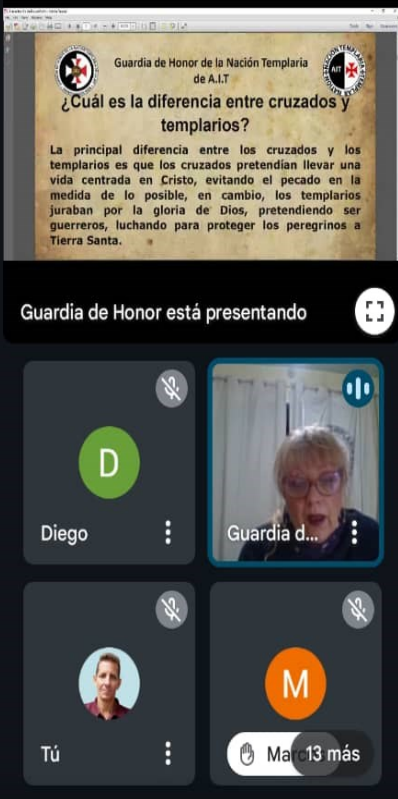 Guardia de Honor de la Nación Templaria
de A.I.T
¿Cuál es la diferencia entre cruzados y
templarios?
La principal diferencia entre los cruzados y los
templarios es que los cruzados pretendían llevar una
vida centrada en Cristo, evitando el pecado en la
medida de lo posible, en cambio, los templarios
juraban por la gloria de Dios, pretendiendo ser
guerreros, luchando para proteger los peregrinos a
Tierra Santa.
Guardia de Honor está presentando
D
Diego
Guardia d...
Tú
M
13 más